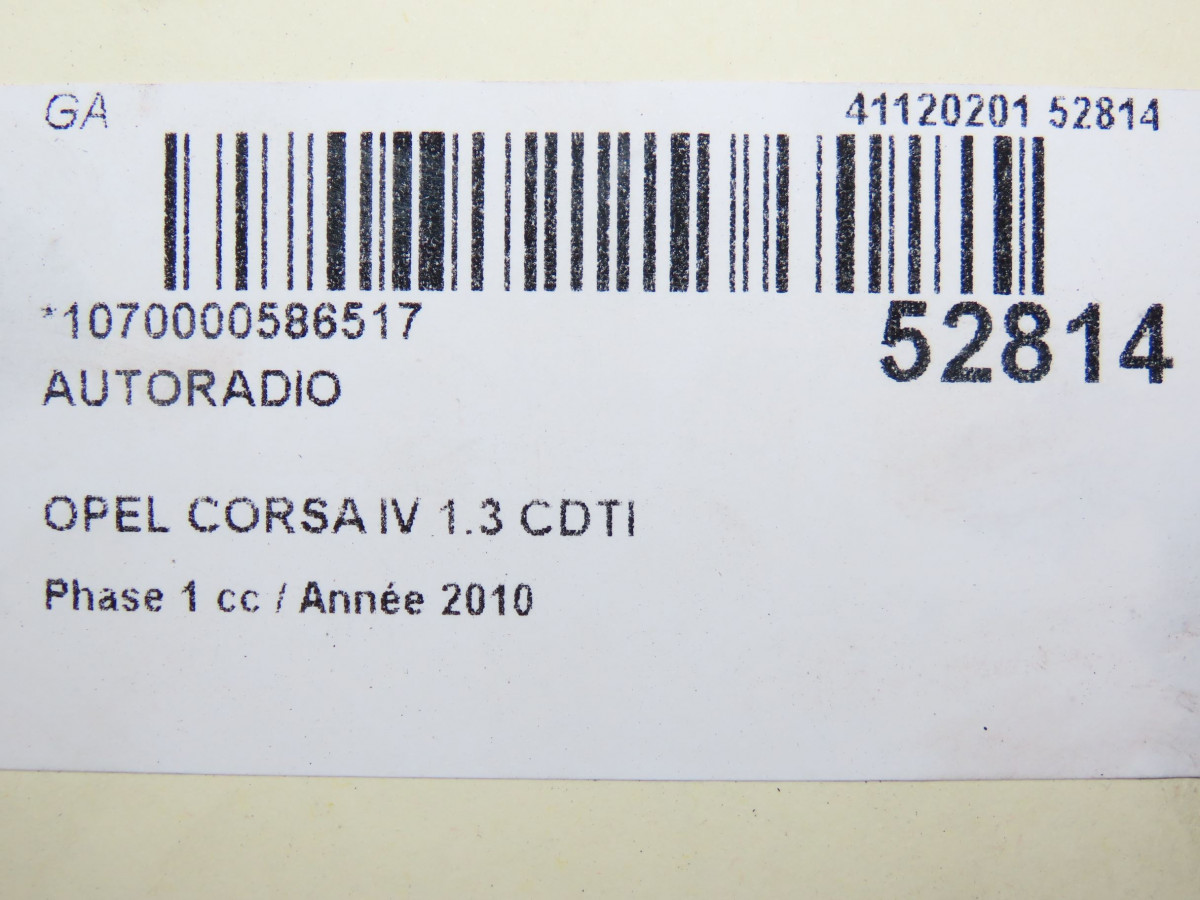 GA 41120201 52814
*1070000586517 52814
AUTORADIO
OPEL CORSA IV 1.3 CDTI
Phase 1 cc / Année 2010